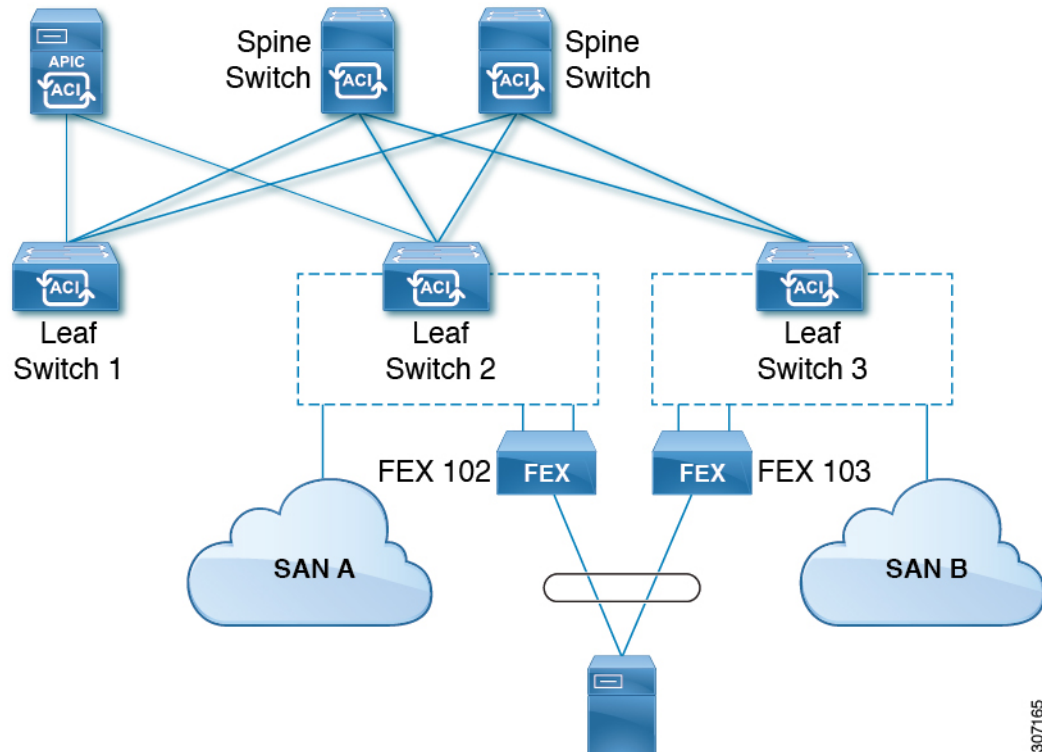 APIC
ACI
Spine
Switch
ACI
ACI
Spine
Switch
ACI
Leaf
Switch 1
ACI
Leaf
Switch 2
ACI
Leaf
Switch 3
FEX 102
FEX
FEX
FEX 103
SAN A
SAN B
307165